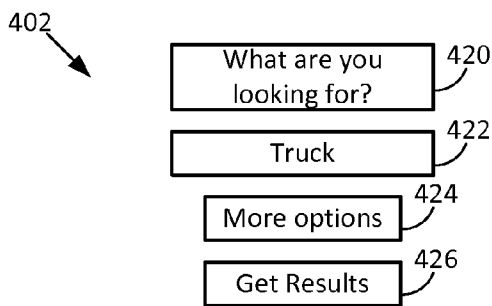 402
What are you
looking for?
420
Truck
422
More options
424
Get Results
426